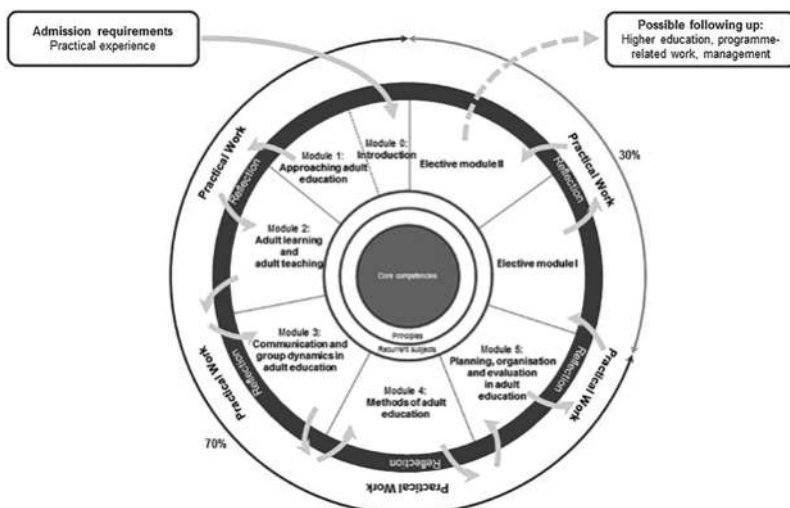 Admission requirements
Practical experience
Possible following up:
Higher education, programme-
related work, management
Module 0:
Introduction
Elective module II
Module 1:
Approaching adult
education
Practical Work
Reflection
Practical Work
Reflection
30%
Module 2:
Adult learning
and
adult teaching
Core competencies
Elective module I
Principles
Recurrent subjects
Module 3:
Communication and
group dynamics in
adult education
Module 5:
Planning, organisation
and evaluation
in adult
education
Module 4:
Methods of adult
education
Reflection
Practical Work
Reflection
Practical Work
70%
Reflection
Practical Work